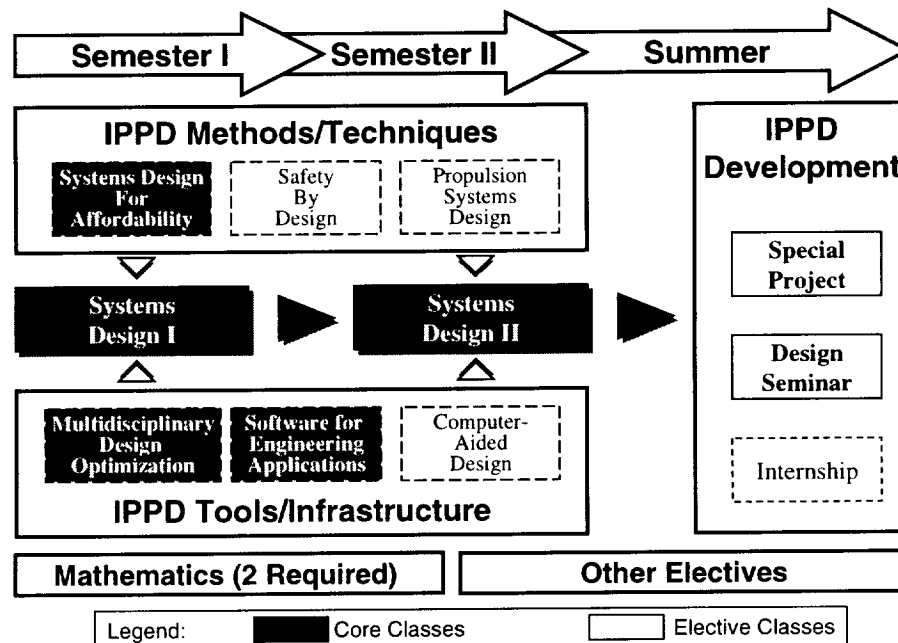 Semester I
Semester II
Summer
IPPD Methods/Techniques
Systems Design
For
Affordability
Safety
By
Design
Propulsion
Systems
Design
IPPD
Development
Systems
Design I
Systems
Design II
Special
Project
Design
Seminar
Internship
Multidisciplinary
Design
Optimization
Software for
Engineering
Applications
Computer-
Aided
Design
IPPD Tools/Infrastructure
Mathematics (2 Required)
Other Electives
Legend:
Core Classes
Elective Classes